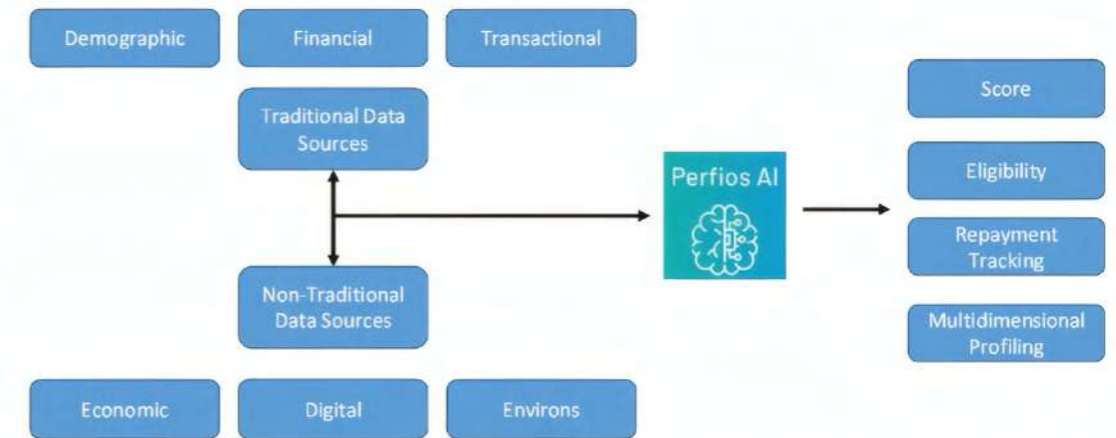 Demographic
Financial
Transactional
Traditional Data
Sources
Score
Perfios AI
Eligibility
Repayment
Tracking
Non-Traditional
Data Sources
Multidimensional
Profiling
Economic
Digital
Environs